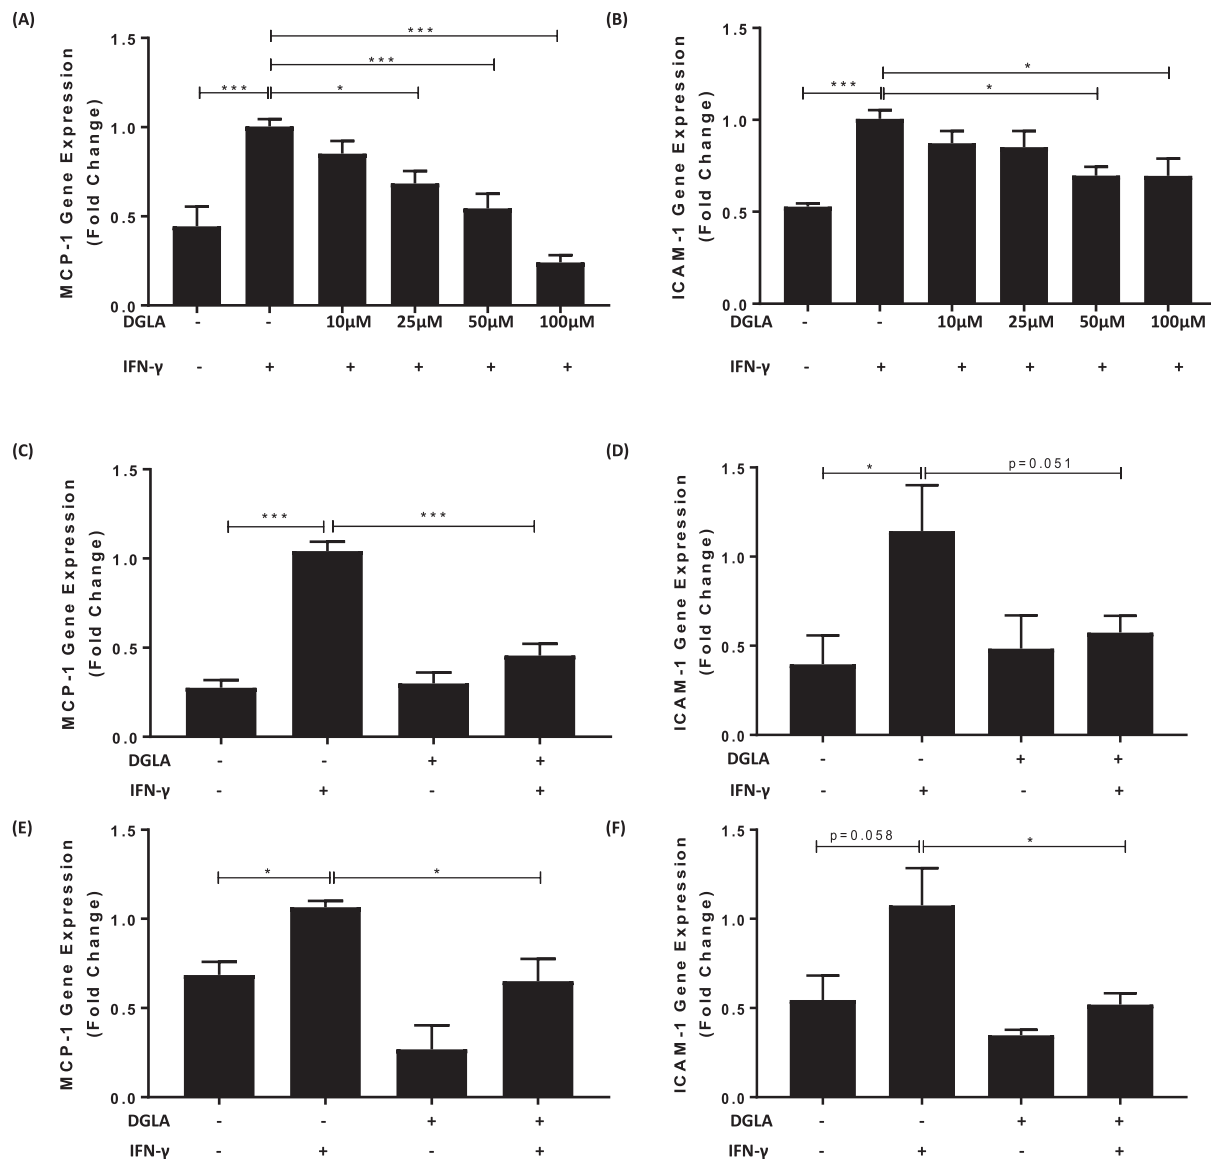 (A)
MCP-1 Gene Expression
(Fold Change)
1.5
1.0
0.5
0.0
***
***
***
*
DGLA - - 10μM 25μM 50μM 100μM
IFN-γ - + + + + +
(B)
ICAM-1 Gene Expression
(Fold Change)
1.5
1.0
0.5
0.0
*
***
*
DGLA - - 10μM 25μM 50μM 100μM
IFN-γ - + + + + +
(C)
MCP-1 Gene Expression
(Fold Change)
1.5
1.0
0.5
0.0
***
***
DGLA - - + +
IFN-γ - + - +
(D)
ICAM-1 Gene Expression
(Fold Change)
1.5
1.0
0.5
0.0
*
p=0.051
DGLA - - + +
IFN-γ - + - +
(E)
MCP-1 Gene Expression
(Fold Change)
1.5
1.0
0.5
0.0
*
*
DGLA - - + +
IFN-γ - + - +
(F)
ICAM-1 Gene Expression
(Fold Change)
1.5
1.0
0.5
0.0
p=0.058
*
DGLA - - + +
IFN-γ - + - +